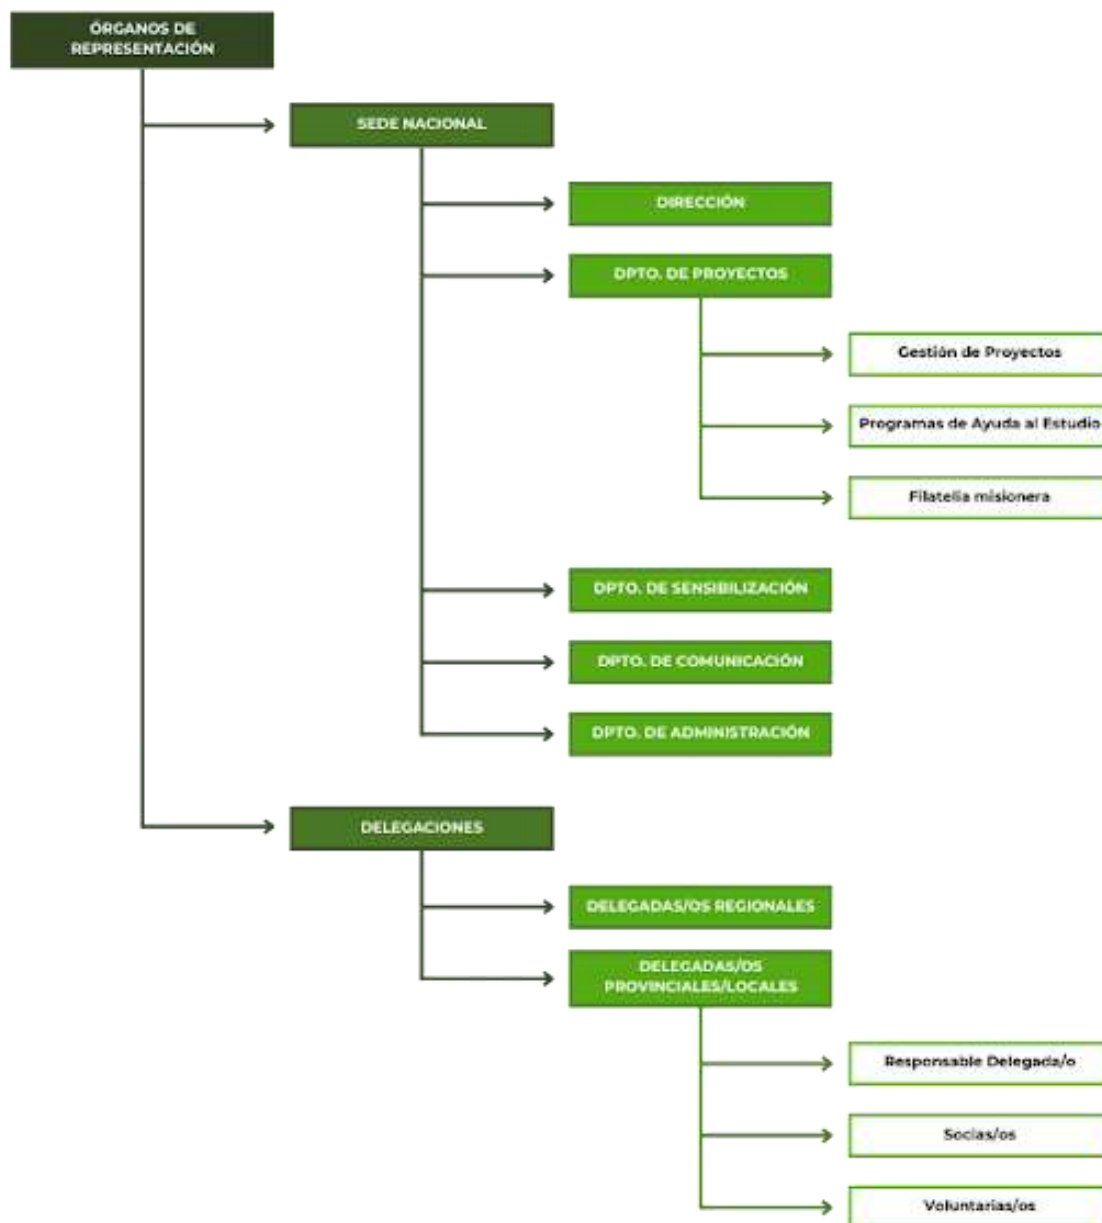 ÓRGANOS DE
REPRESENTACIÓN
SEDE NACIONAL
DIRECCIÓN
DPTO. DE PROYECTOS
Gestión de Proyectos
Programas de Ayuda al Estudio
Filatelia misionera
DPTO. DE SENSIBILIZACIÓN
DPTO. DE COMUNICACIÓN
DPTO. DE ADMINISTRACIÓN
DELEGACIONES
DELEGADAS/OS REGIONALES
DELEGADAS/OS
PROVINCIALES/LOCALES
Responsable Delegada/o
Socias/os
Voluntarias/os